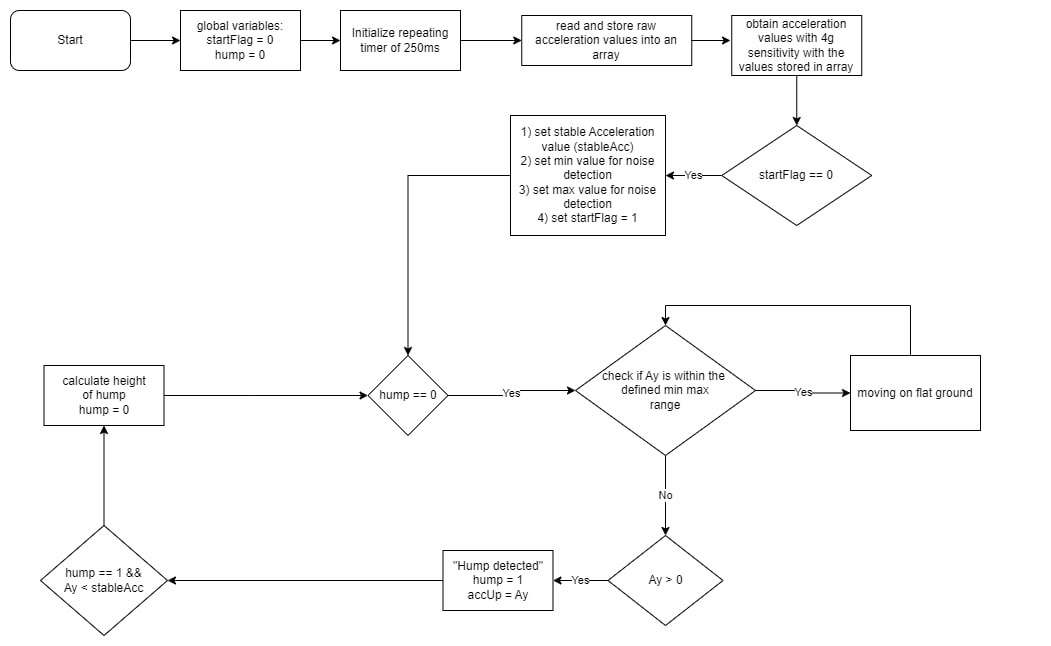 Start
global variables:
startFlag = 0
hump = 0
Initialize repeating
timer of 250ms
read and store raw
acceleration values into an
array
obtain acceleration
values with 4g
sensitivity with the
values stored in array
startFlag == 0
Yes
1) set stable Acceleration
value (stableAcc)
2) set min value for noise
detection
3) set max value for noise
detection
4) set startFlag = 1
calculate height
of hump
hump = 0
hump == 0
Yes
check if Ay is within the
defined min max
range
Yes
moving on flat ground
No
Ay > 0
Yes
"Hump detected"
hump = 1
accUp = Ay
hump == 1 &&
Ay < stableAcc